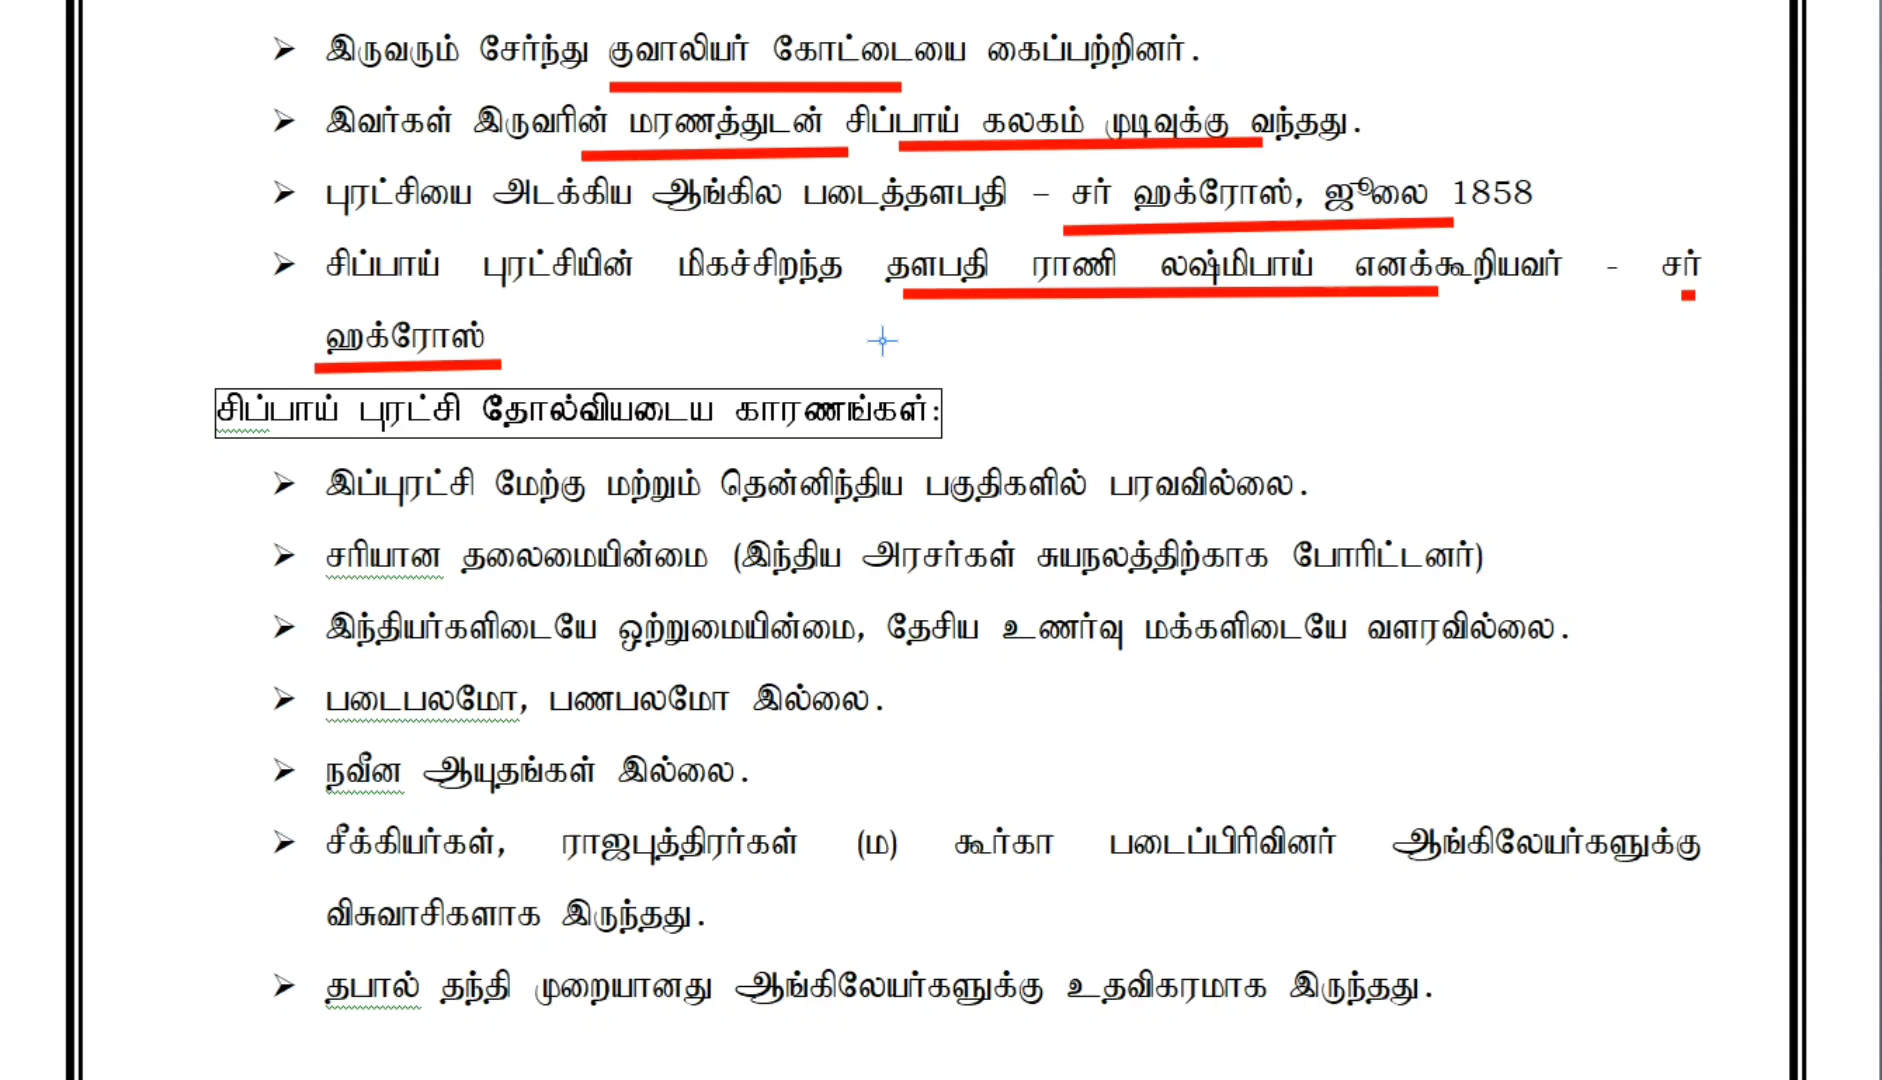 ➢ இருவரும் சேர்ந்து குவாலியர் கோட்டையை கைப்பற்றினர்.
➢ இவர்கள் இருவரின் மரணத்துடன் சிப்பாய் கலகம் முடிவுக்கு வந்தது.
➢ புரட்சியை அடக்கிய ஆங்கில படைத்தளபதி – சர் ஹக்ரோஸ், ஜூலை 1858
➢ சிப்பாய் புரட்சியின் மிகச்சிறந்த தளபதி ராணி லஷ்மிபாய் எனக்கூறியவர் - சர்
ஹக்ரோஸ்
சிப்பாய் புரட்சி தோல்வியடைய காரணங்கள்:
➢ இப்புரட்சி மேற்கு மற்றும் தென்னிந்திய பகுதிகளில் பரவவில்லை.
➢ சரியான தலைமையின்மை (இந்திய அரசர்கள் சுயநலத்திற்காக போரிட்டனர்)
➢ இந்தியர்களிடையே ஒற்றுமையின்மை, தேசிய உணர்வு மக்களிடையே வளரவில்லை.
➢ படைபலமோ, பணபலமோ இல்லை.
➢ நவீன ஆயுதங்கள் இல்லை.
➢ சீக்கியர்கள், ராஜபுத்திரர்கள் (ம) கூர்கா படைப்பிரிவினர் ஆங்கிலேயர்களுக்கு
விசுவாசிகளாக இருந்தது.
➢ தபால் தந்தி முறையானது ஆங்கிலேயர்களுக்கு உதவிகரமாக இருந்தது.